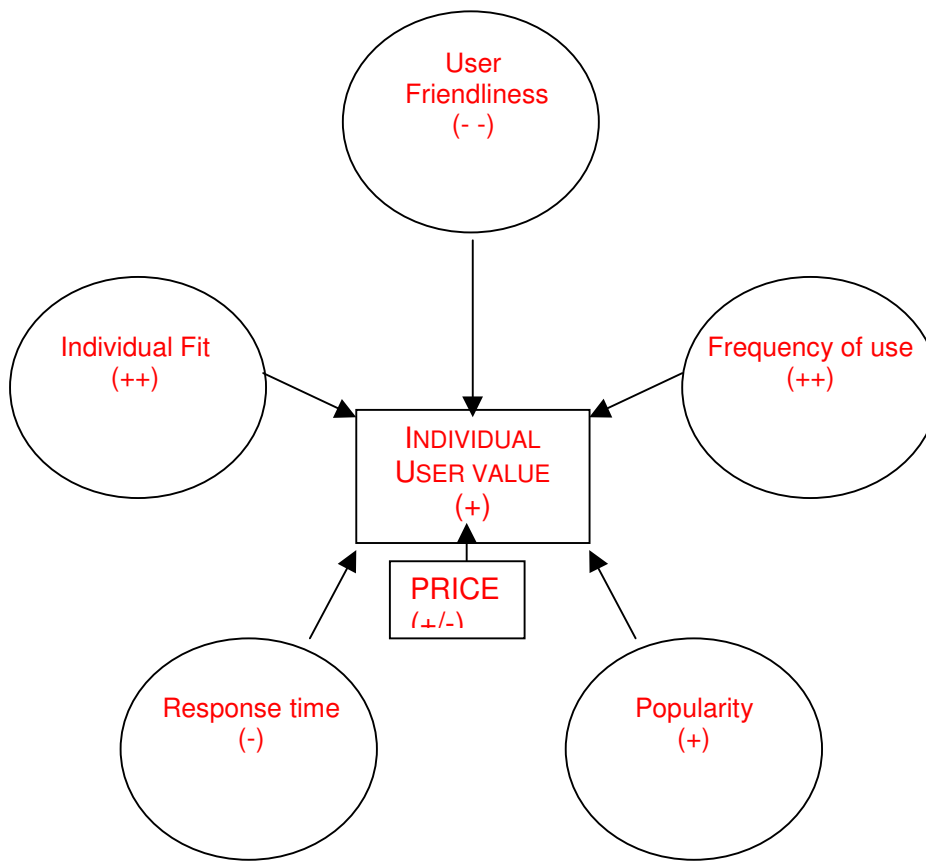 User
Friendliness
(- -)
Individual Fit
(++)
Frequency of use
(++)
INDIVIDUAL
USER VALUE
(+)
PRICE
(+/-)
Response time
(-)
Popularity
(+)